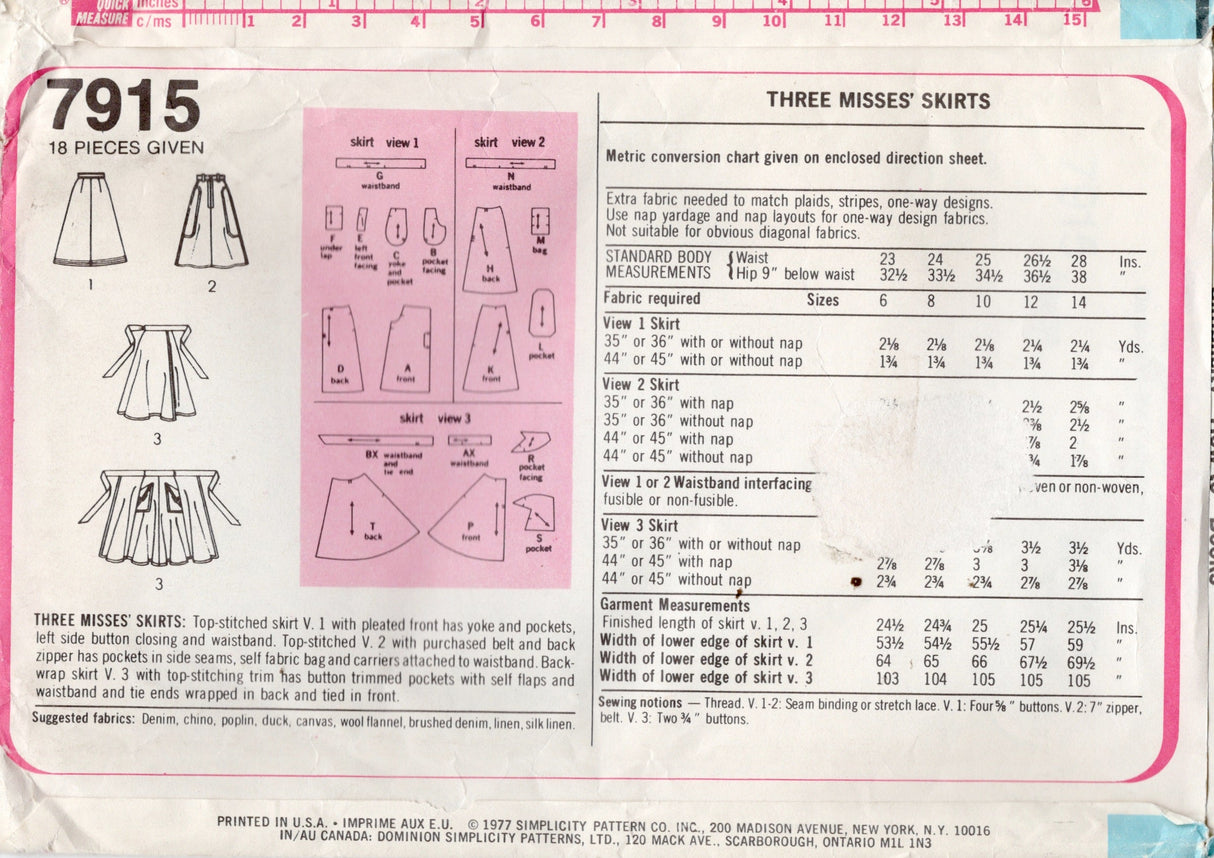 QUICK inches
MEASURE c/ms 1 2 3 4 5 6 7 8 9 10 11 12 13 14 15
7915
18 PIECES GIVEN
1
2
3
3
skirt view 1
G
waistband
F
under
lap
E
left
front
facing
C
yoke
and
pocket
B
pocket
facing
D
back
A
front
skirt view 2
N
waistband
H
back
M
bag
L
pocket
K
front
skirt view 3
BX waistband
and
tie end
AX
waistband
R
pocket
facing
T
back
P
front
S
pocket
THREE MISSES' SKIRTS: Top-stitched skirt V. 1 with pleated front has yoke and pockets,
left side button closing and waistband. Top-stitched V. 2 with purchased belt and back
zipper has pockets in side seams, self fabric bag and carriers attached to waistband. Back-
wrap skirt V. 3 with top-stitching trim has button trimmed pockets with self flaps and
waistband and tie ends wrapped in back and tied in front.
Suggested fabrics: Denim, chino, poplin, duck, canvas, wool flannel, brushed denim, linen, silk linen.
THREE MISSES' SKIRTS
Metric conversion chart given on enclosed direction sheet.
Extra fabric needed to match plaids, stripes, one-way designs.
Use nap yardage and nap layouts for one-way design fabrics.
Not suitable for obvious diagonal fabrics.
STANDARD BODY { Waist 23 24 25 26½ 28 Ins.
MEASUREMENTS { Hip 9" below waist 32½ 33½ 34½ 36½ 38 "
Fabric required Sizes 6 8 10 12 14
View 1 Skirt
35" or 36" with or without nap 2⅛ 2⅛ 2⅛ 2¼ 2¼ Yds.
44" or 45" with or without nap 1¾ 1¾ 1¾ 1¾ 1¾ "
View 2 Skirt
35" or 36" with nap 2½ 2⅝ "
35" or 36" without nap ⅜ 2½ "
44" or 45" with nap ⅞ 2 "
44" or 45" without nap ¾ 1⅞ "
View 1 or 2 Waistband interfacing or non-woven,
fusible or non-fusible.
View 3 Skirt
35" or 36" with or without nap 3½ 3½ Yds.
44" or 45" with nap 2⅞ 2⅞ 3 3 3⅛ "
44" or 45" without nap 2¾ 2¾ 2¾ 2⅞ 2⅞ "
Garment Measurements
Finished length of skirt v. 1, 2, 3 24½ 24¾ 25 25¼ 25½ Ins.
Width of lower edge of skirt v. 1 53½ 54½ 55½ 57 59 "
Width of lower edge of skirt v. 2 64 65 66 67½ 69½ "
Width of lower edge of skirt v. 3 103 104 105 105 105 "
Sewing notions — Thread. V. 1-2: Seam binding or stretch lace. V. 1: Four ⅝" buttons. V. 2: 7" zipper,
belt. V. 3: Two ¾" buttons.
PRINTED IN U.S.A. • IMPRIME AUX E.U. © 1977 SIMPLICITY PATTERN CO. INC., 200 MADISON AVENUE, NEW YORK, N.Y. 10016
IN/AU CANADA: DOMINION SIMPLICITY PATTERNS, LTD., 120 MACK AVE., SCARBOROUGH, ONTARIO M1L 1N3